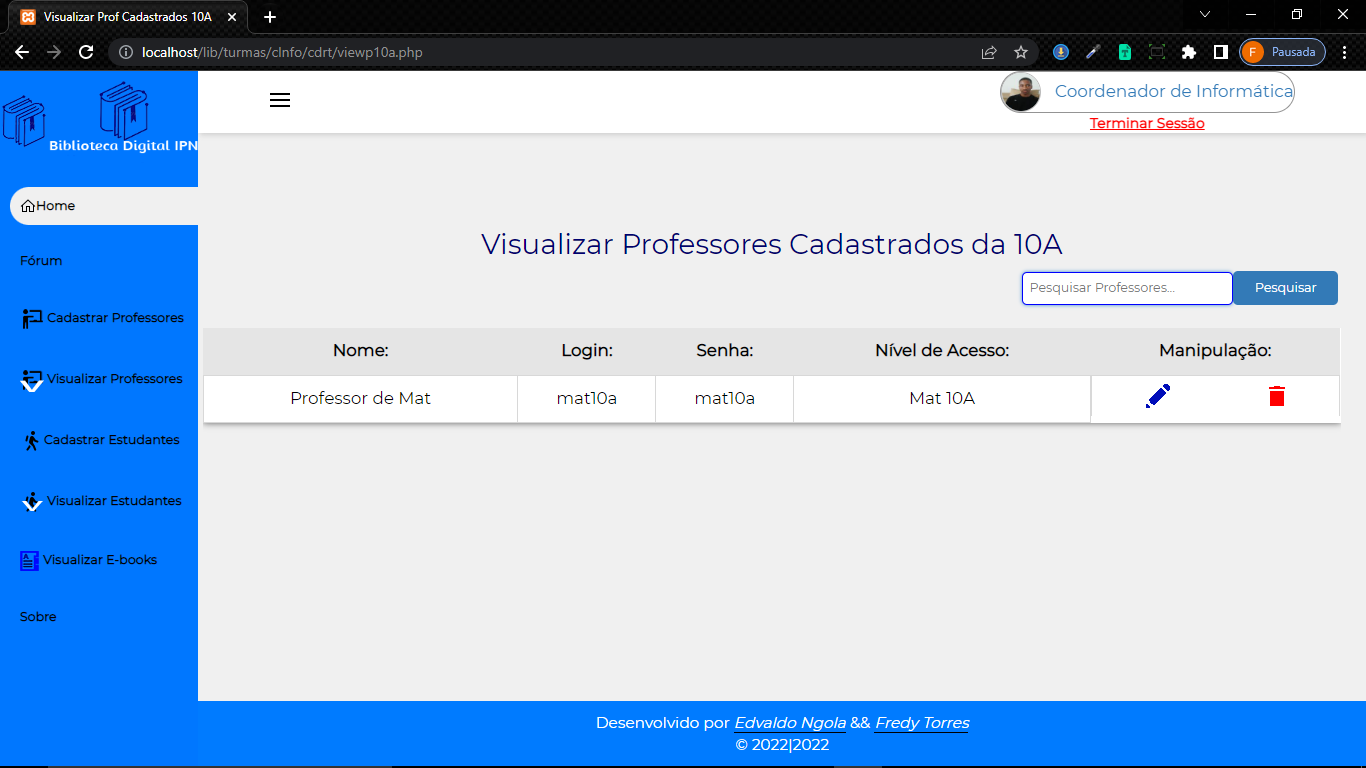 Visualizar Prof Cadastrados 10A
localhost/lib/turmas/cInfo/cdrt/viewp10a.php
F Pausada
Biblioteca Digital IPN
Coordenador de Informática
Terminar Sessão
Home
Fórum
Cadastrar Professores
Visualizar Professores
Cadastrar Estudantes
Visualizar Estudantes
Visualizar E-books
Sobre
Visualizar Professores Cadastrados da 10A
Pesquisar Professores... Pesquisar
Nome: Login: Senha: Nível de Acesso: Manipulação:
Professor de Mat mat10a mat10a Mat 10A
Desenvolvido por Edvaldo Ngola && Fredy Torres
© 2022|2022